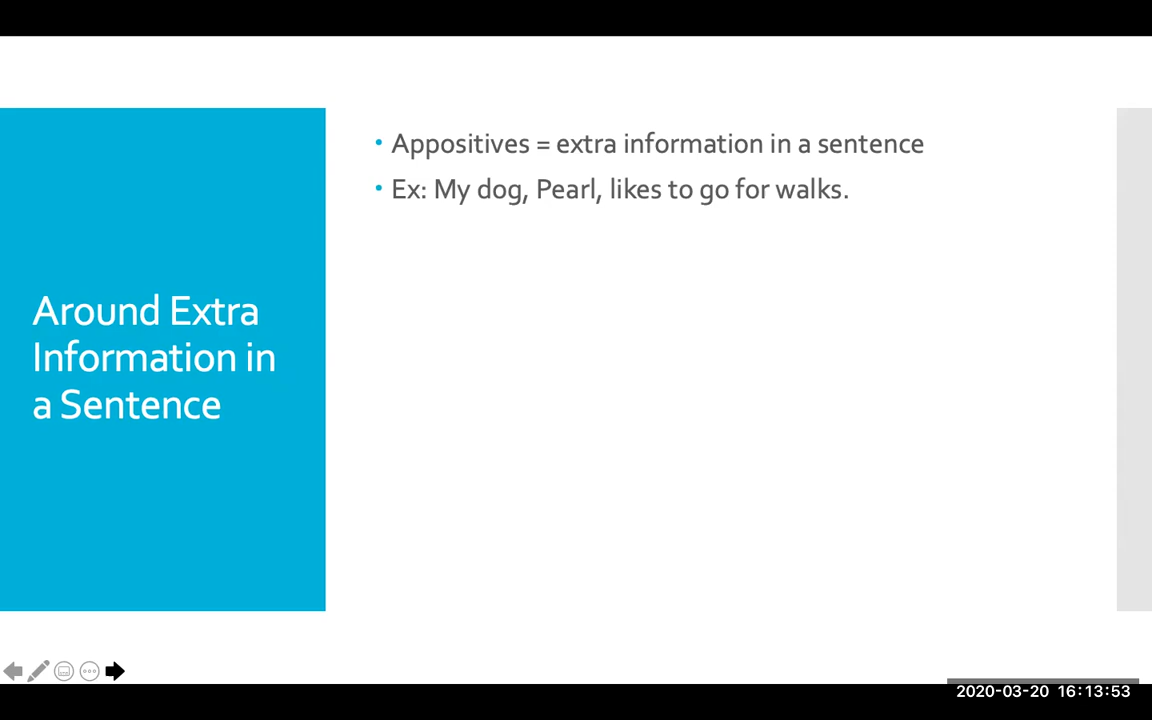 Around Extra
Information in
a Sentence
• Appositives = extra information in a sentence
• Ex: My dog, Pearl, likes to go for walks.
2020-03-20 16:13:53